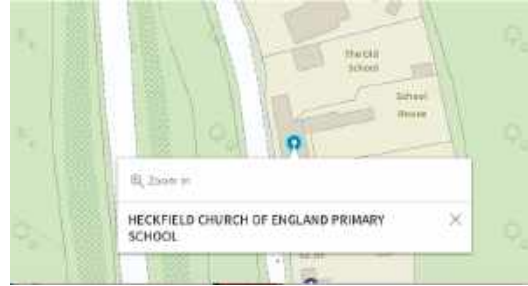 The Old
School
School
House
Zoom in
HECKFIELD CHURCH OF ENGLAND PRIMARY
SCHOOL